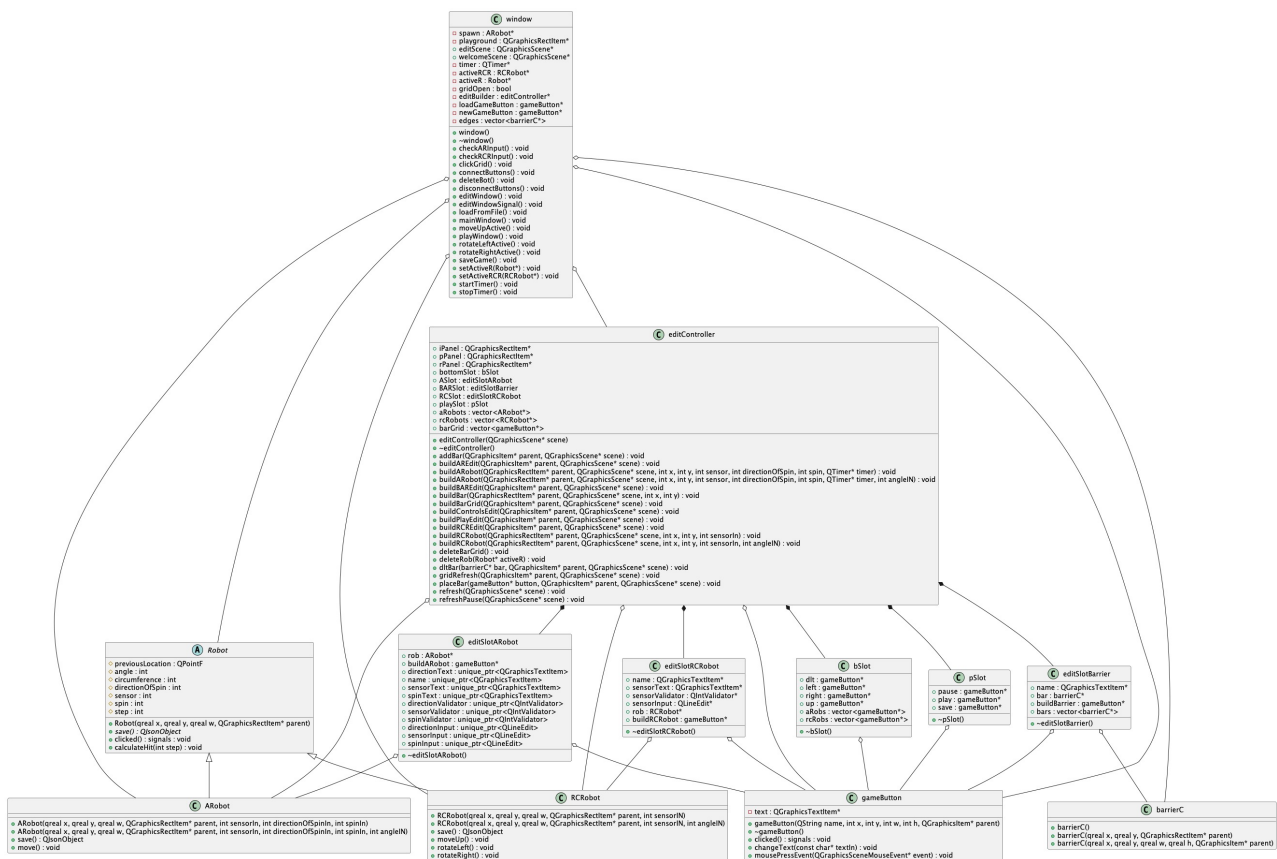 C window
spawn : ARobot*
playground : QGraphicsRectItem*
editScene : QGraphicsScene*
welcomeScene : QGraphicsScene*
timer : QTimer*
activeRCR : RCRobot*
activeR : Robot*
gridOpen : bool
editBuilder : editController*
loadGameButton : gameButton*
newGameButton : gameButton*
edges : vector<barrierC*>
window()
~window()
checkARInput() : void
checkRCRInput() : void
clickGrid() : void
connectButtons() : void
deleteBot() : void
disconnectButtons() : void
editWindow() : void
editWindowSignal() : void
loadFromFile() : void
mainWindow() : void
moveUpActive() : void
playWindow() : void
rotateLeftActive() : void
rotateRightActive() : void
saveGame() : void
setActiveR(Robot*) : void
setActiveRCR(RCRobot*) : void
startTimer() : void
stopTimer() : void
C editController
iPanel : QGraphicsRectItem*
pPanel : QGraphicsRectItem*
rPanel : QGraphicsRectItem*
bottomSlot : bSlot
ASlot : editSlotARobot
BARSlot : editSlotBarrier
RCSlot : editSlotRCRobot
playSlot : pSlot
aRobots : vector<ARobot*>
rcRobots : vector<RCRobot*>
barGrid : vector<gameButton*>
editController(QGraphicsScene* scene)
~editController()
addBar(QGraphicsItem* parent, QGraphicsScene* scene) : void
buildAREdit(QGraphicsItem* parent, QGraphicsScene* scene) : void
buildARobot(QGraphicsRectItem* parent, QGraphicsScene* scene, int x, int y, int sensor, int directionOfSpin, int spin, QTimer* timer) : void
buildARobot(QGraphicsRectItem* parent, QGraphicsScene* scene, int x, int y, int sensor, int directionOfSpin, int spin, QTimer* timer, int angleIN) : void
buildBAREdit(QGraphicsItem* parent, QGraphicsScene* scene) : void
buildBar(QGraphicsRectItem* parent, QGraphicsScene* scene, int x, int y) : void
buildBarGrid(QGraphicsItem* parent, QGraphicsScene* scene) : void
buildControlsEdit(QGraphicsItem* parent, QGraphicsScene* scene) : void
buildPlayEdit(QGraphicsItem* parent, QGraphicsScene* scene) : void
buildRCREdit(QGraphicsItem* parent, QGraphicsScene* scene) : void
buildRCRobot(QGraphicsRectItem* parent, QGraphicsScene* scene, int x, int y, int sensorIn) : void
buildRCRobot(QGraphicsRectItem* parent, QGraphicsScene* scene, int x, int y, int sensorIn, int angleIN) : void
deleteBarGrid() : void
deleteRob(Robot* activeR) : void
dltBar(barrierC* bar, QGraphicsItem* parent, QGraphicsScene* scene) : void
gridRefresh(QGraphicsItem* parent, QGraphicsScene* scene) : void
placeBar(gameButton* button, QGraphicsItem* parent, QGraphicsScene* scene) : void
refresh(QGraphicsScene* scene) : void
refreshPause(QGraphicsScene* scene) : void
A Robot
previousLocation : QPointF
angle : int
circumference : int
directionOfSpin : int
sensor : int
spin : int
step : int
Robot(qreal x, qreal y, qreal w, QGraphicsRectItem* parent)
save() : QJsonObject
clicked() : signals : void
calculateHit(int step) : void
C editSlotARobot
rob : ARobot*
buildARobot : gameButton*
directionText : unique_ptr<QGraphicsTextItem>
name : unique_ptr<QGraphicsTextItem>
sensorText : unique_ptr<QGraphicsTextItem>
spinText : unique_ptr<QGraphicsTextItem>
directionValidator : unique_ptr<QIntValidator>
sensorValidator : unique_ptr<QIntValidator>
spinValidator : unique_ptr<QIntValidator>
directionInput : unique_ptr<QLineEdit>
sensorInput : unique_ptr<QLineEdit>
spinInput : unique_ptr<QLineEdit>
~editSlotARobot()
C editSlotRCRobot
name : QGraphicsTextItem*
sensorText : QGraphicsTextItem*
sensorValidator : QIntValidator*
sensorInput : QLineEdit*
rob : RCRobot*
buildRCRobot : gameButton*
~editSlotRCRobot()
C bSlot
dlt : gameButton*
left : gameButton*
right : gameButton*
up : gameButton*
aRobs : vector<gameButton*>
rcRobs : vector<gameButton*>
~bSlot()
C pSlot
pause : gameButton*
play : gameButton*
save : gameButton*
~pSlot()
C editSlotBarrier
name : QGraphicsTextItem*
bar : barrierC*
buildBarrier : gameButton*
bars : vector<barrierC*>
~editSlotBarrier()
C ARobot
ARobot(qreal x, qreal y, qreal w, QGraphicsRectItem* parent, int sensorIn, int directionOfSpinIn, int spinIn)
ARobot(qreal x, qreal y, qreal w, QGraphicsRectItem* parent, int sensorIn, int directionOfSpinIn, int spinIn, int angleIN)
save() : QJsonObject
move() : void
C RCRobot
RCRobot(qreal x, qreal y, qreal w, QGraphicsRectItem* parent, int sensorIN)
RCRobot(qreal x, qreal y, qreal w, QGraphicsRectItem* parent, int sensorIN, int angleIN)
save() : QJsonObject
moveUp() : void
rotateLeft() : void
rotateRight() : void
C gameButton
text : QGraphicsTextItem*
gameButton(QString name, int x, int y, int w, int h, QGraphicsItem* parent)
~gameButton()
clicked() : signals : void
changeText(const char* textIn) : void
mousePressEvent(QGraphicsSceneMouseEvent* event) : void
C barrierC
barrierC()
barrierC(qreal x, qreal y, QGraphicsRectItem* parent)
barrierC(qreal x, qreal y, qreal w, qreal h, QGraphicsItem* parent)